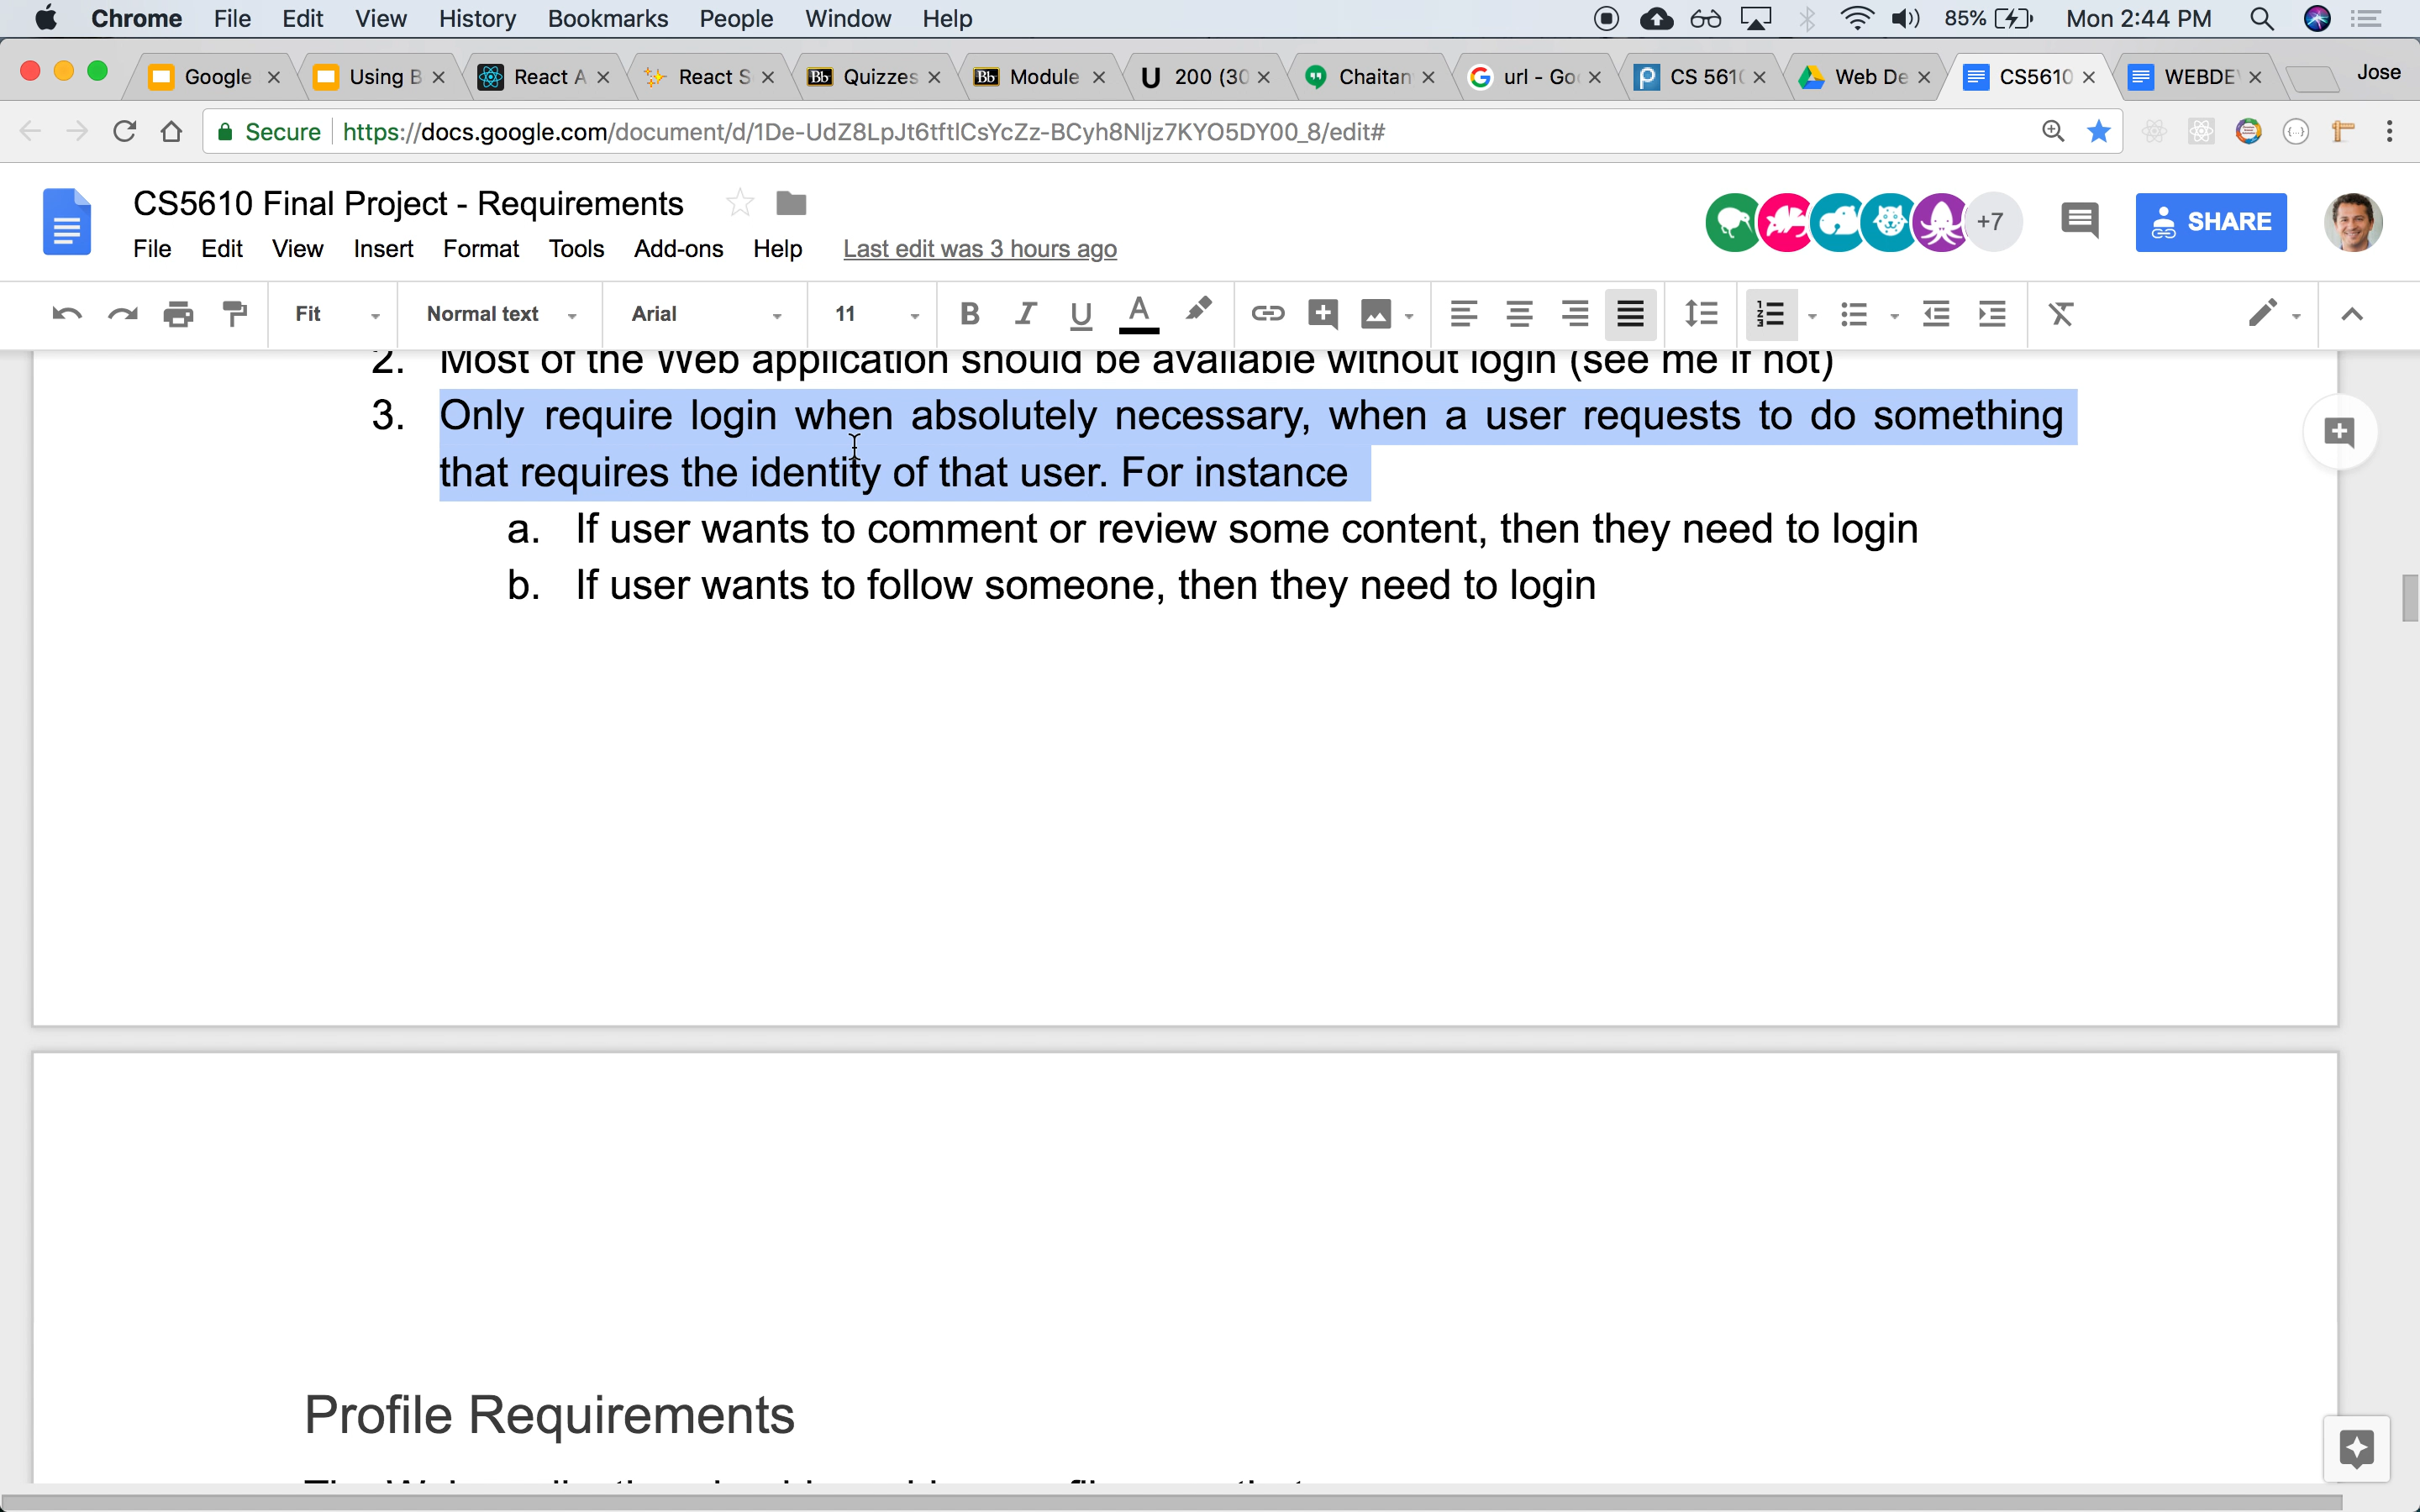 Chrome File Edit View History Bookmarks People Window Help 85% Mon 2:44 PM
Google Using B React A React S Quizzes Module 200 (30 Chaitan url - Go CS 5610 Web De CS5610 WEBDE Jose
Secure https://docs.google.com/document/d/1De-UdZ8LpJt6tftlCsYcZz-BCyh8Nljz7KYO5DY00_8/edit#
CS5610 Final Project - Requirements
+7 SHARE
File Edit View Insert Format Tools Add-ons Help Last edit was 3 hours ago
Fit Normal text Arial 11
2. Most of the Web application should be available without login (see me if not)
3. Only require login when absolutely necessary, when a user requests to do something
that requires the identity of that user. For instance
a. If user wants to comment or review some content, then they need to login
b. If user wants to follow someone, then they need to login
Profile Requirements